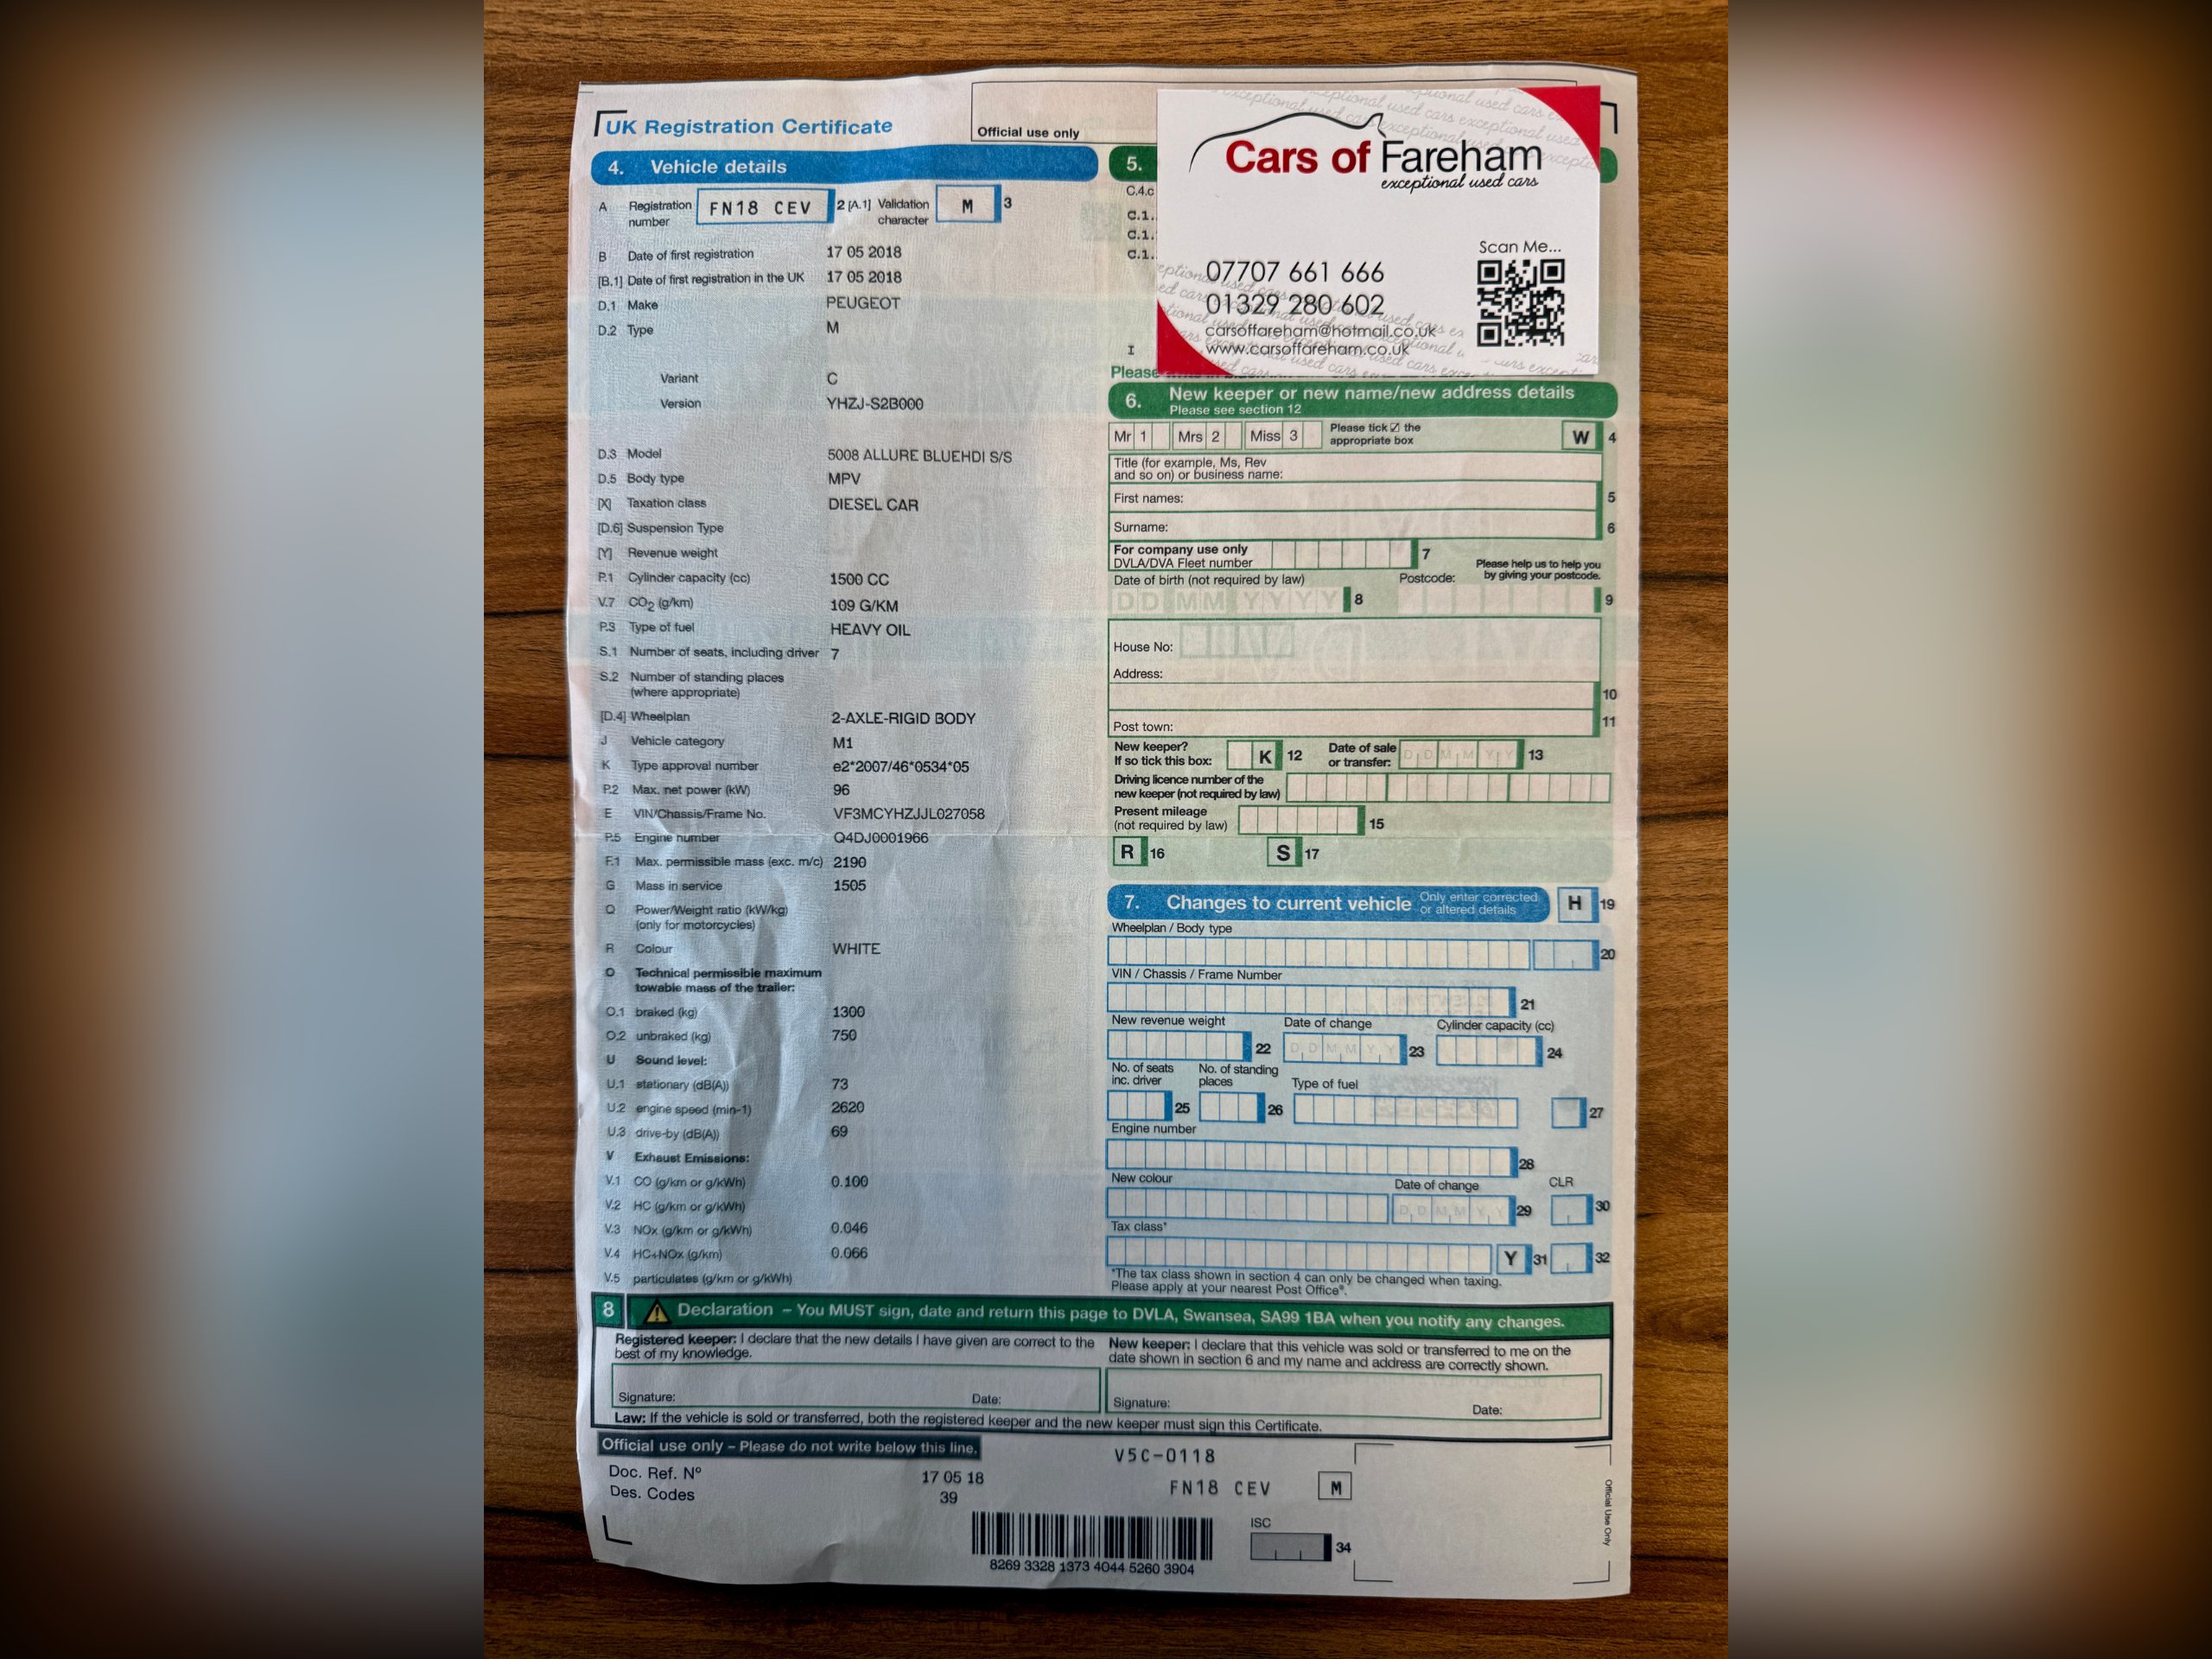 UK Registration Certificate
Official use only
4. Vehicle details
A Registration number FN18 CEV 2 [A.1] Validation character M 3
B Date of first registration 17 05 2018
[B.1] Date of first registration in the UK 17 05 2018
D.1 Make PEUGEOT
D.2 Type M
Variant C
Version YHZJ-S2B000
D.3 Model 5008 ALLURE BLUEHDI S/S
D.5 Body type MPV
[X] Taxation class DIESEL CAR
[D.6] Suspension Type
[Y] Revenue weight
P.1 Cylinder capacity (cc) 1500 CC
V.7 CO2 (g/km) 109 G/KM
P.3 Type of fuel HEAVY OIL
S.1 Number of seats, including driver 7
S.2 Number of standing places
(where appropriate)
[D.4] Wheelplan 2-AXLE-RIGID BODY
J Vehicle category M1
K Type approval number e2*2007/46*0534*05
P.2 Max. net power (kW) 96
E VIN/Chassis/Frame No. VF3MCYHZJJL027058
P.5 Engine number Q4DJ0001966
F.1 Max. permissible mass (exc. m/c) 2190
G Mass in service 1505
Q Power/Weight ratio (kW/kg)
(only for motorcycles)
R Colour WHITE
O Technical permissible maximum
towable mass of the trailer:
O.1 braked (kg) 1300
O.2 unbraked (kg) 750
U Sound level:
U.1 stationary (dB(A)) 73
U.2 engine speed (min-1) 2620
U.3 drive-by (dB(A)) 69
V Exhaust Emissions:
V.1 CO (g/km or g/kWh) 0.100
V.2 HC (g/km or g/kWh)
V.3 NOx (g/km or g/kWh) 0.046
V.4 HC+NOx (g/km) 0.066
V.5 particulates (g/km or g/kWh)
5.
C.4.c
C.1.
C.1.
C.1.
I
Please
Cars of Fareham
exceptional used cars
Scan Me...
07707 661 666
01329 280 602
carsoffareham@hotmail.co.uk
www.carsoffareham.co.uk
6. New keeper or new name/new address details
Please see section 12
Mr 1 Mrs 2 Miss 3 Please tick ☑ the appropriate box W 4
Title (for example, Ms, Rev
and so on) or business name:
First names: 5
Surname: 6
For company use only
DVLA/DVA Fleet number 7
Please help us to help you
by giving your postcode.
Date of birth (not required by law) Postcode:
D D M M Y Y Y Y 8 9
House No:
Address:
10
Post town: 11
New keeper?
If so tick this box: K 12 Date of sale or transfer: D D M M Y Y 13
Driving licence number of the
new keeper (not required by law)
Present mileage
(not required by law) 15
R 16 S 17
7. Changes to current vehicle Only enter corrected or altered details H 19
Wheelplan / Body type
20
VIN / Chassis / Frame Number
21
New revenue weight Date of change Cylinder capacity (cc)
22 D D M M Y Y 23 24
No. of seats inc. driver No. of standing places Type of fuel
25 26 27
Engine number
28
New colour Date of change CLR
D D M M Y Y 29 30
Tax class*
Y 31 32
*The tax class shown in section 4 can only be changed when taxing.
Please apply at your nearest Post Office®.
8 Declaration – You MUST sign, date and return this page to DVLA, Swansea, SA99 1BA when you notify any changes.
Registered keeper: I declare that the new details I have given are correct to the
best of my knowledge.
Signature: Date:
New keeper: I declare that this vehicle was sold or transferred to me on the
date shown in section 6 and my name and address are correctly shown.
Signature: Date:
Law: If the vehicle is sold or transferred, both the registered keeper and the new keeper must sign this Certificate.
Official use only – Please do not write below this line.
V5C-0118
Doc. Ref. Nº 17 05 18
FN18 CEV M
Des. Codes 39
ISC
34
8269 3328 1373 4044 5260 3904
Official Use Only